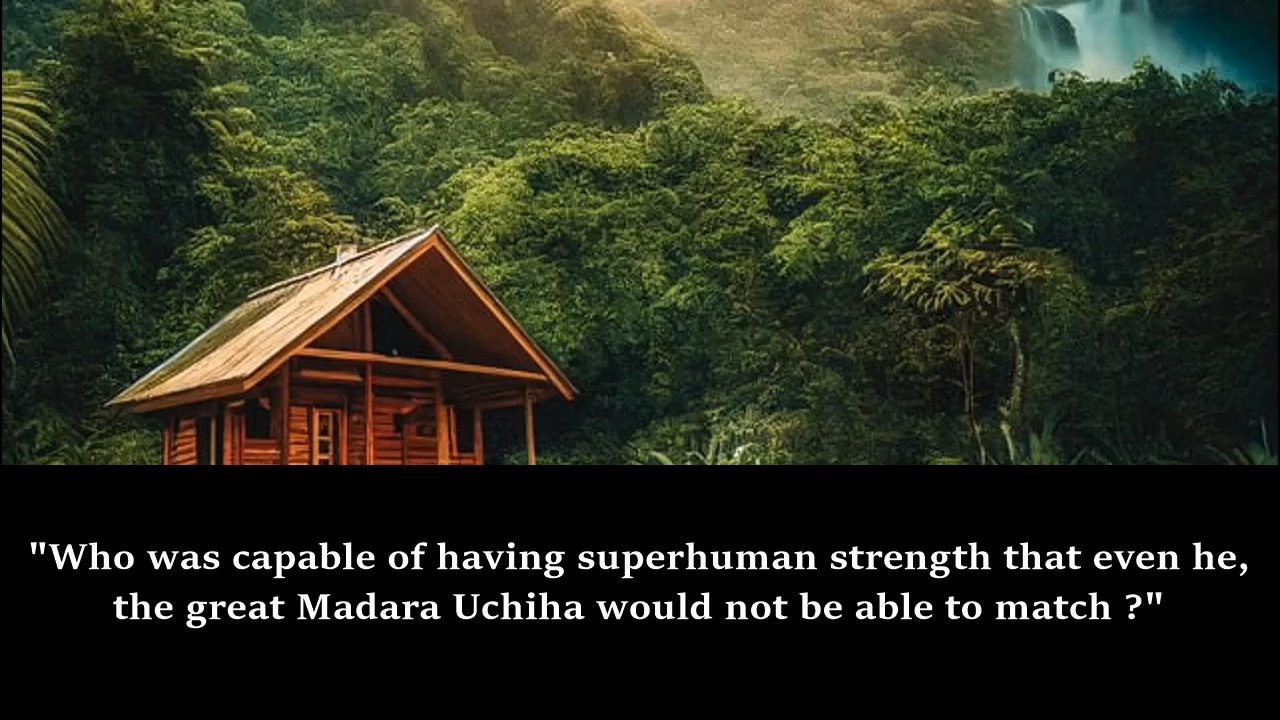 "Who was capable of having superhuman strength that even he,
the great Madara Uchiha would not be able to match ?"